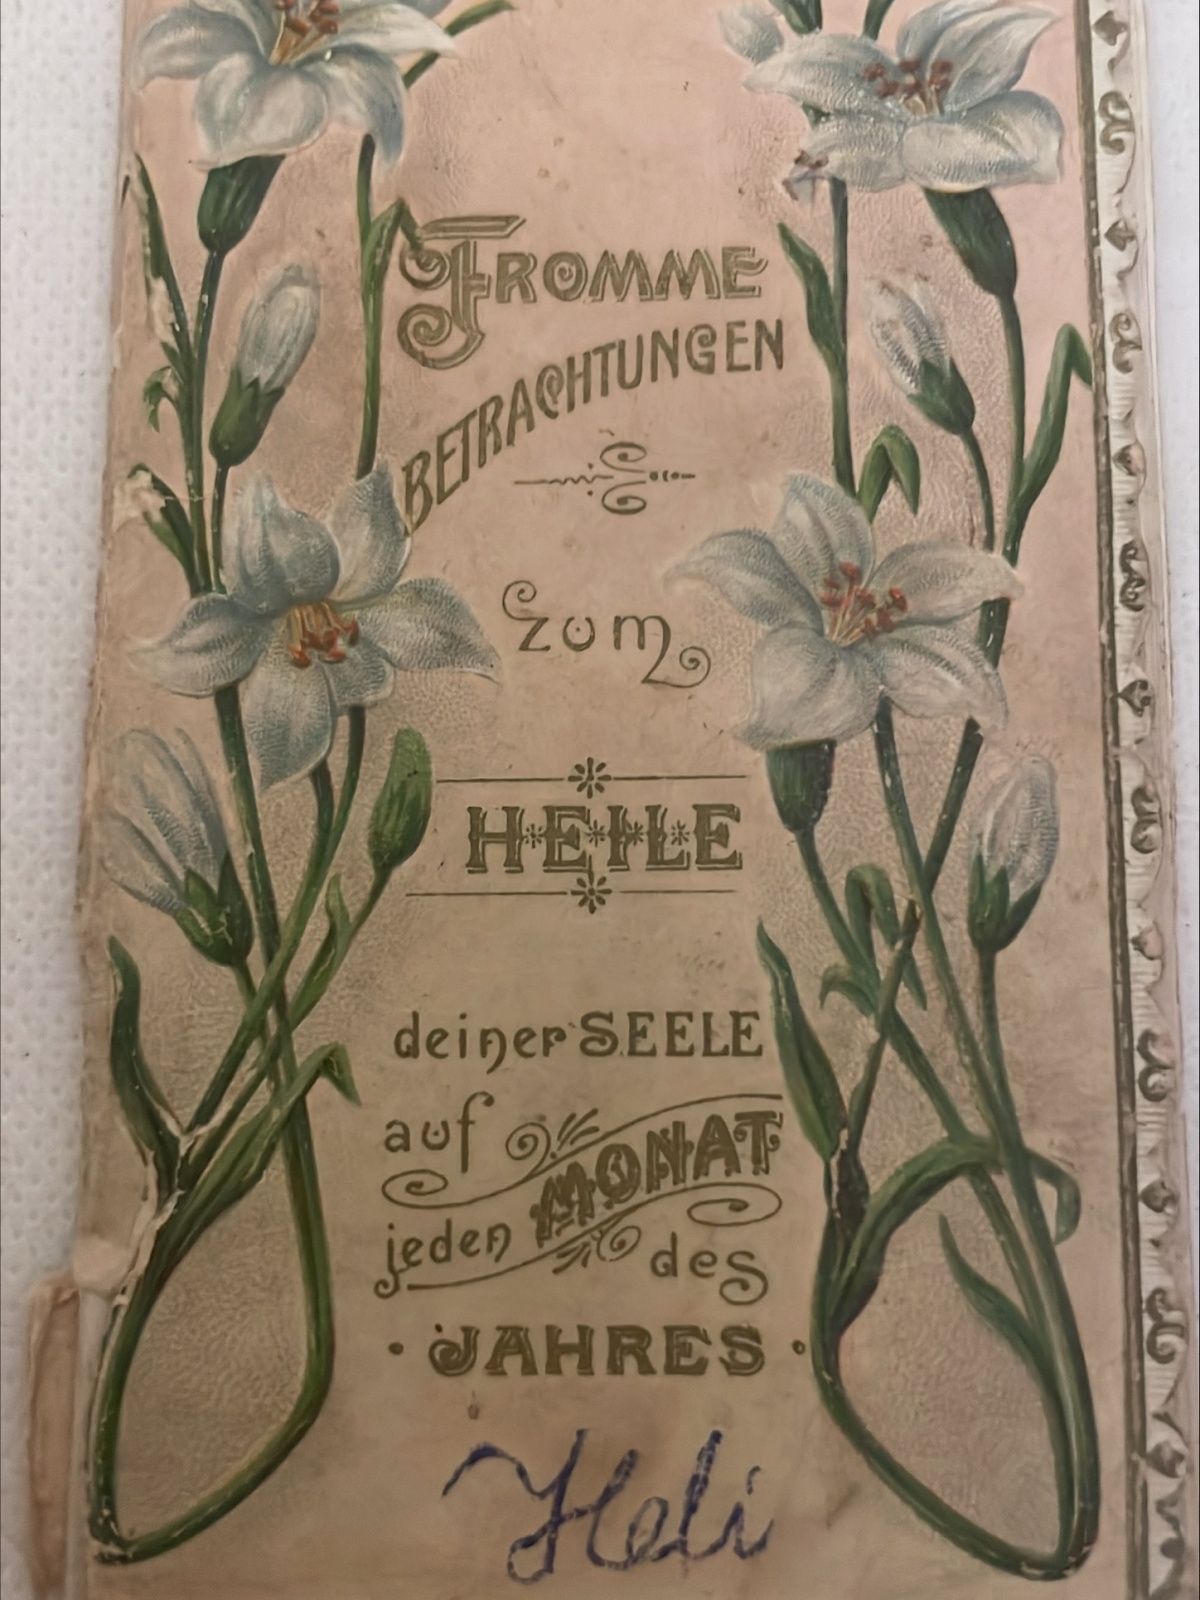 FROMME
BETRACHTUNGEN
zum
HEILE
deiner SEELE
auf
jeden MONAT
des
JAHRES
Heli